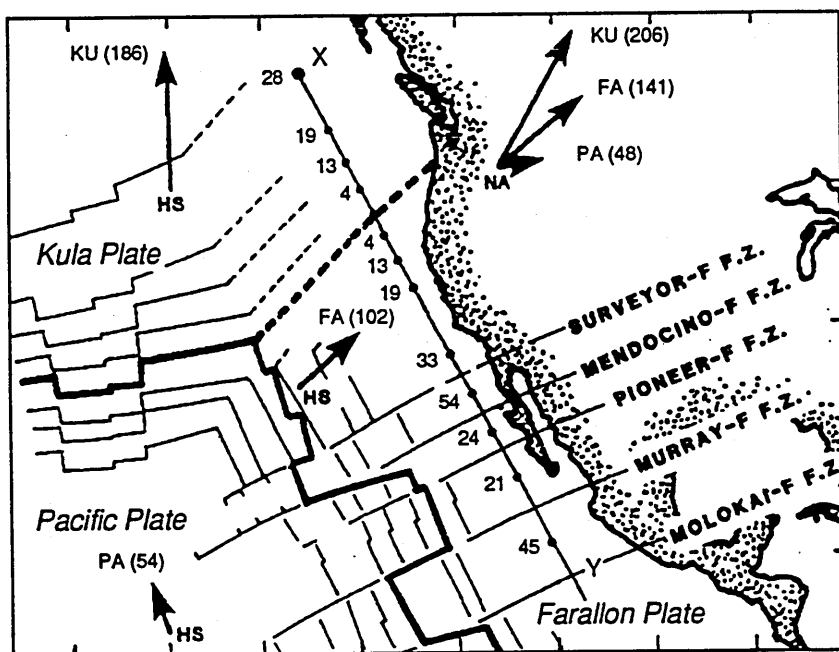 KU (186)
X
28
KU (206)
FA (141)
19
PA (48)
13
NA
4
HS
Kula Plate
4
13
19
SURVEYOR-F F.Z.
FA (102)
MENDOCINO-F F.Z.
33
PIONEER-F F.Z.
HS
54
MURRAY-F F.Z.
24
21
MOLOKAI-F F.Z.
Pacific Plate
45
PA (54)
Y
Farallon Plate
HS